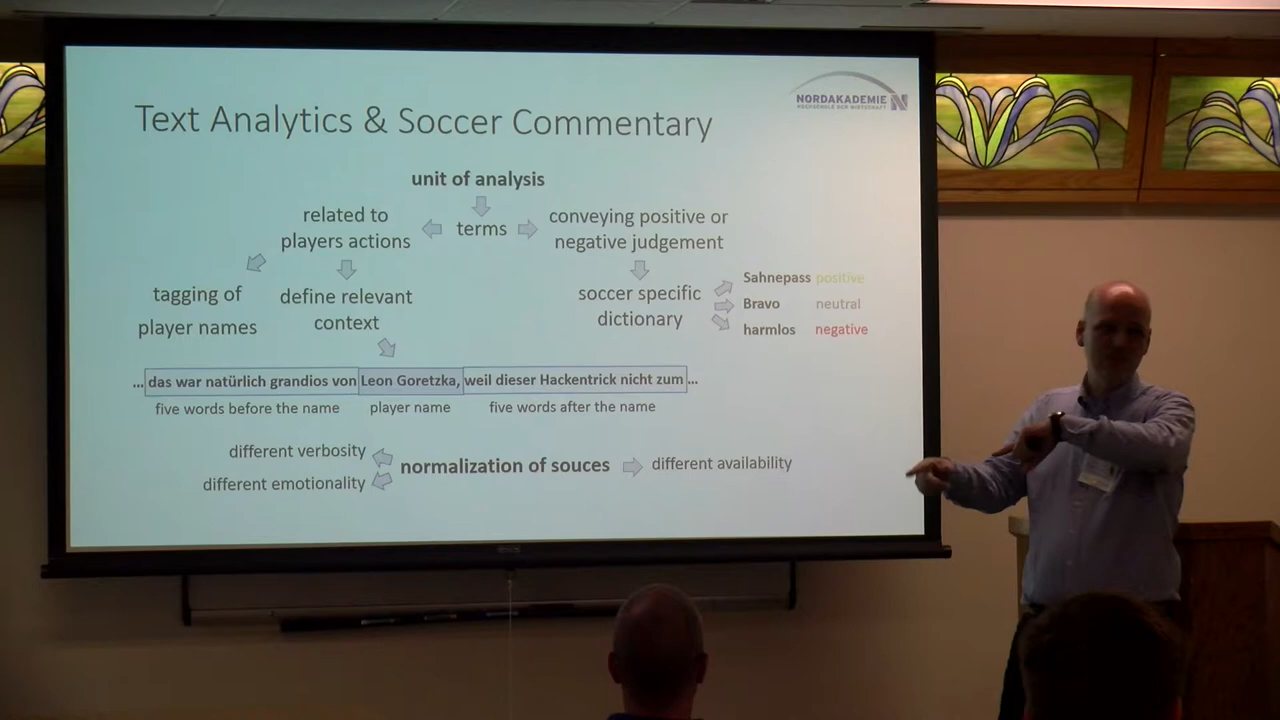 NORDAKADEMIE
HOCHSCHULE DER WIRTSCHAFT
Text Analytics & Soccer Commentary
unit of analysis
related to
players actions
terms
conveying positive or
negative judgement
tagging of
player names
define relevant
context
soccer specific
dictionary
Sahnepass positive
Bravo neutral
harmlos negative
... das war natürlich grandios von Leon Goretzka, weil dieser Hackentrick nicht zum ...
five words before the name player name five words after the name
different verbosity
different emotionality
normalization of souces
different availability